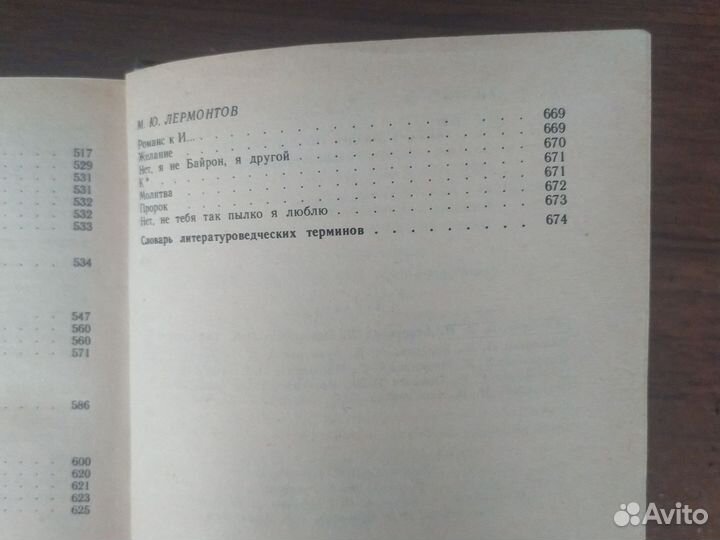 517
529
531
531
532
532
533
534
547
560
560
571
586
600
620
621
623
625
М. Ю. ЛЕРМОНТОВ
Романс к И... 669
Желание 669
Нет, я не Байрон, я другой 670
К* 671
Молитва 671
Пророк 672
Нет, не тебя так пылко я люблю 673
Словарь литературоведческих терминов 674
Avito